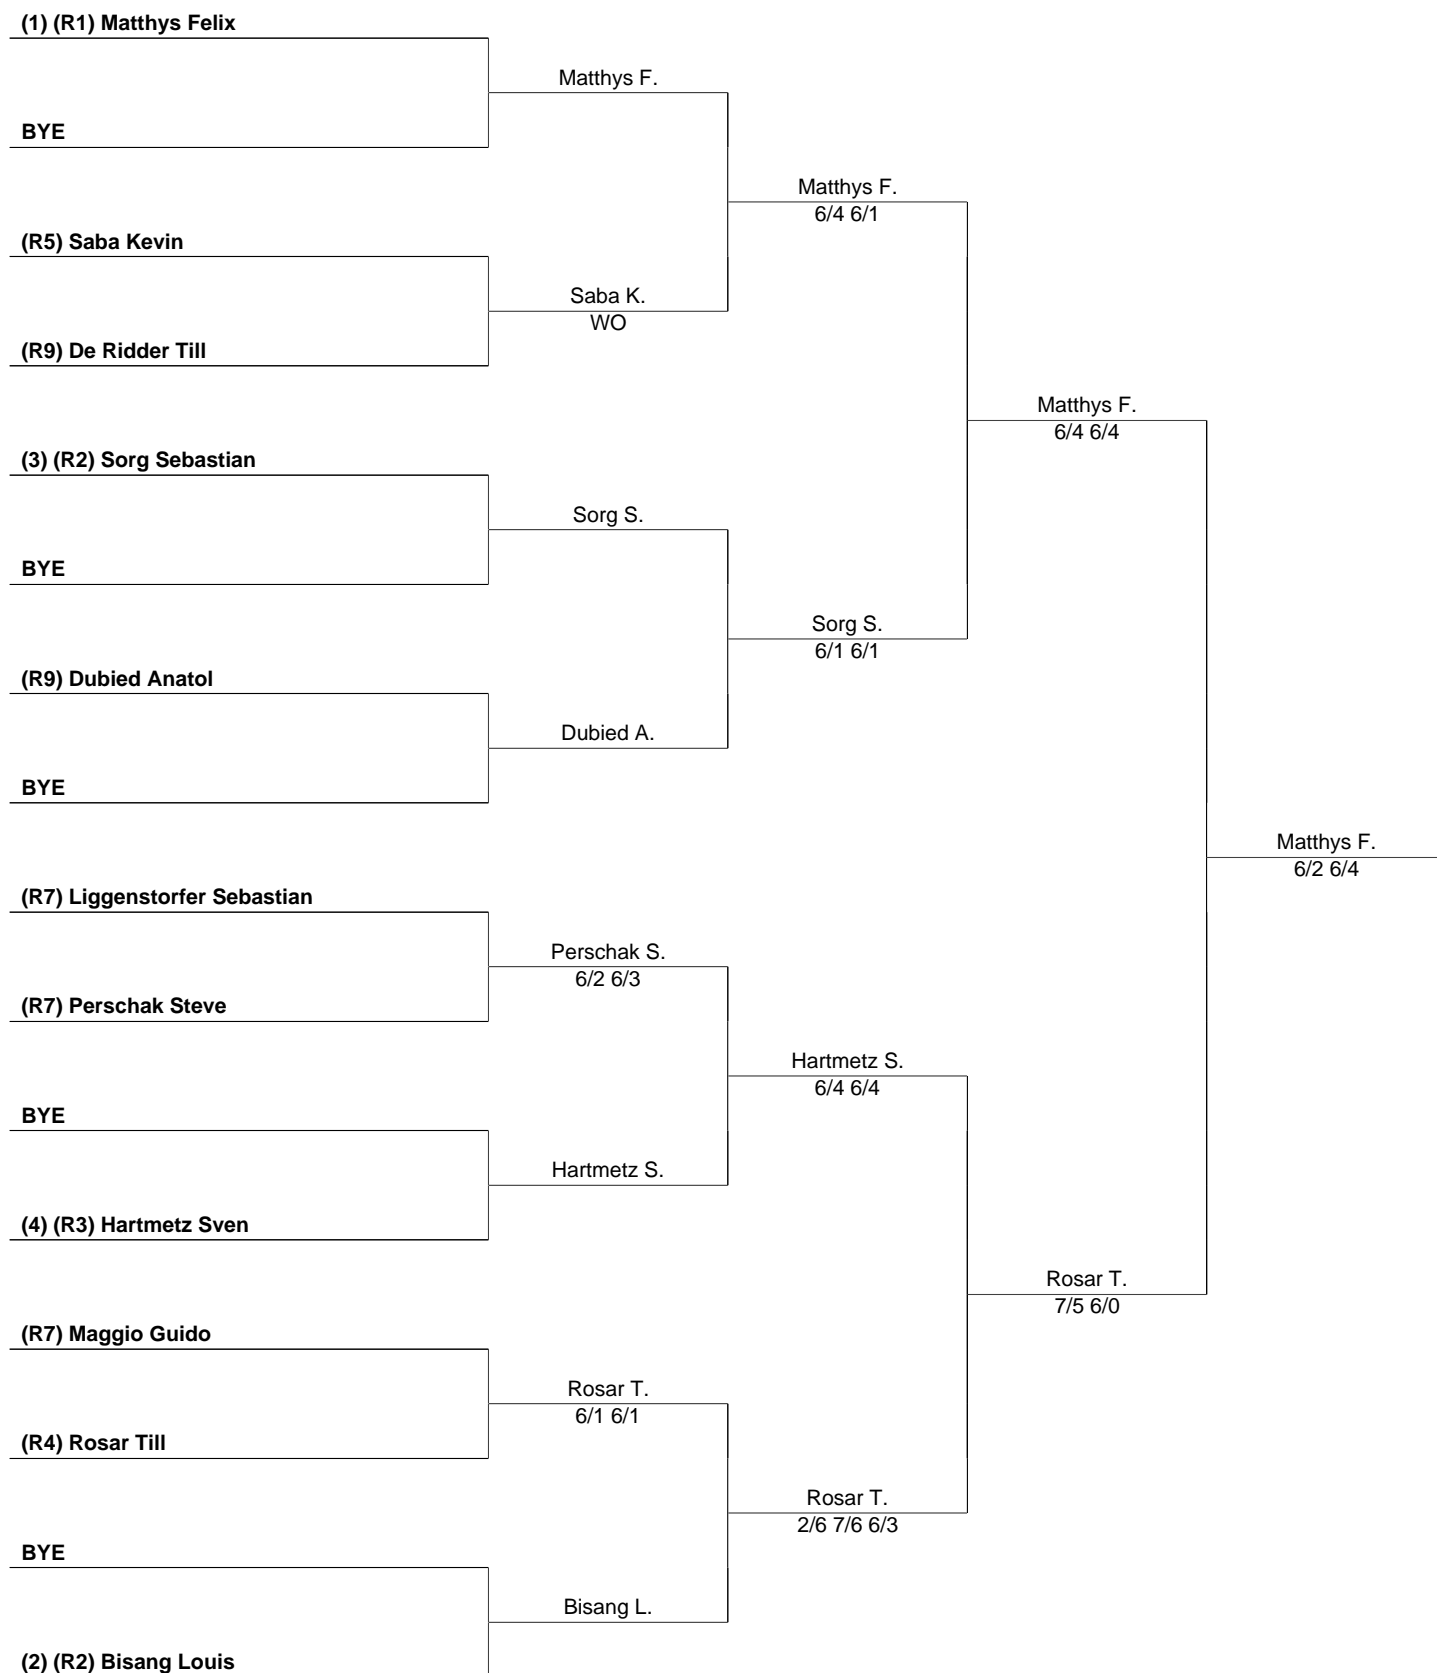 (1) (R1) Matthys Felix
Matthys F.
BYE
Matthys F.
6/4 6/1
(R5) Saba Kevin
Saba K.
WO
(R9) De Ridder Till
Matthys F.
6/4 6/4
(3) (R2) Sorg Sebastian
Sorg S.
BYE
Sorg S.
6/1 6/1
(R9) Dubied Anatol
Dubied A.
BYE
Matthys F.
6/2 6/4
(R7) Liggenstorfer Sebastian
Perschak S.
6/2 6/3
(R7) Perschak Steve
Hartmetz S.
6/4 6/4
BYE
Hartmetz S.
(4) (R3) Hartmetz Sven
Rosar T.
7/5 6/0
(R7) Maggio Guido
Rosar T.
6/1 6/1
(R4) Rosar Till
Rosar T.
2/6 7/6 6/3
BYE
Bisang L.
(2) (R2) Bisang Louis